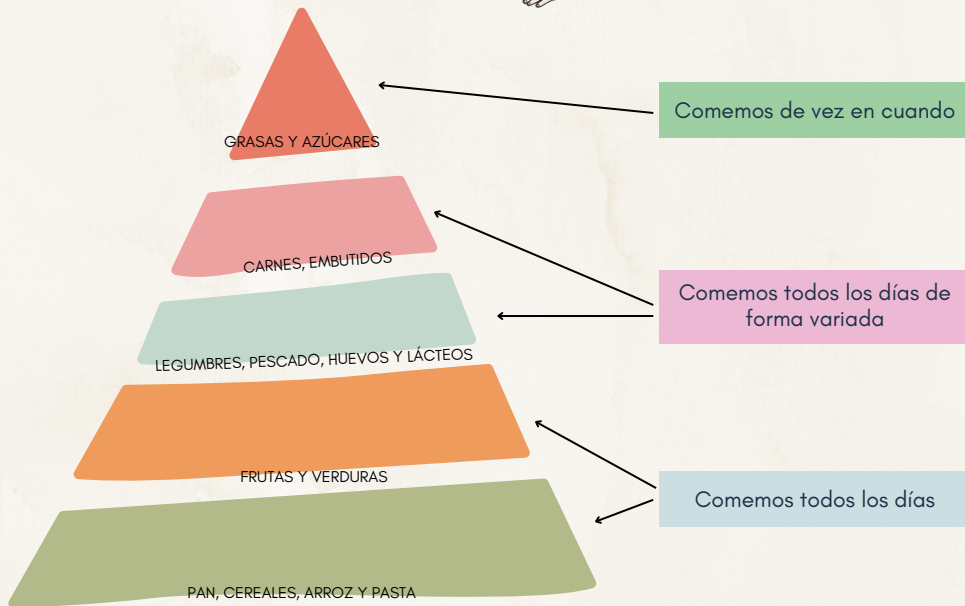 Comemos de vez en cuando
GRASAS Y AZÚCARES
CARNES, EMBUTIDOS
Comemos todos los días de
forma variada
LEGUMBRES, PESCADO, HUEVOS Y LÁCTEOS
FRUTAS Y VERDURAS
Comemos todos los días
PAN, CEREALES, ARROZ Y PASTA